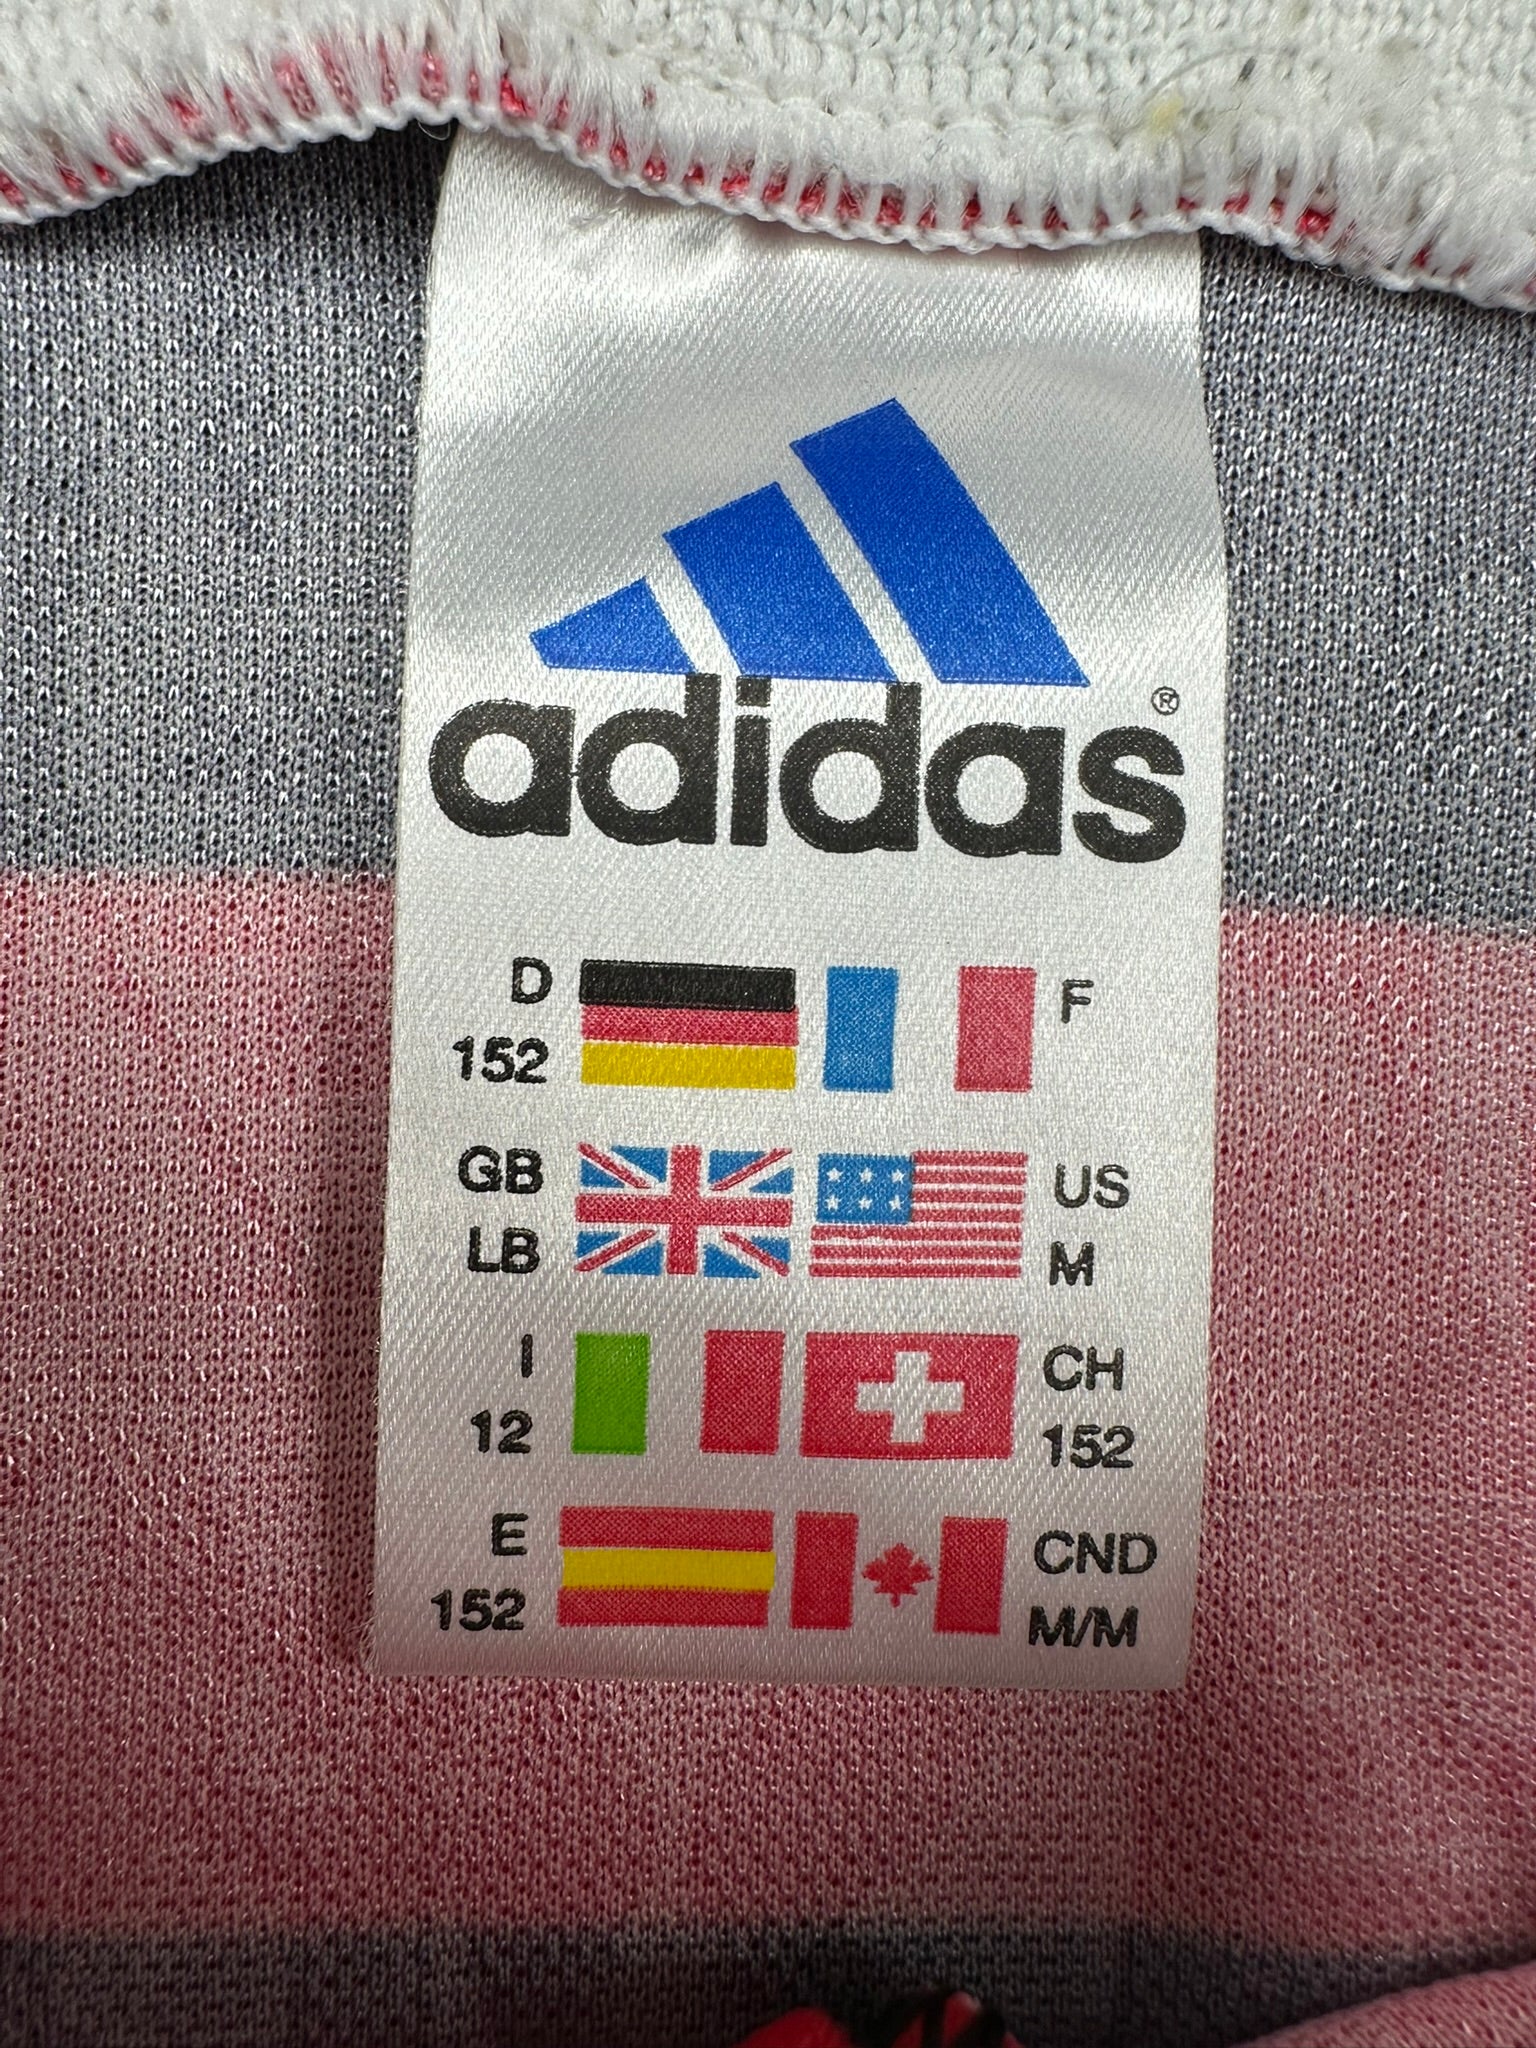 adidas®
D F
152
GB US
LB M
I CH
12 152
E CND
152 M/M